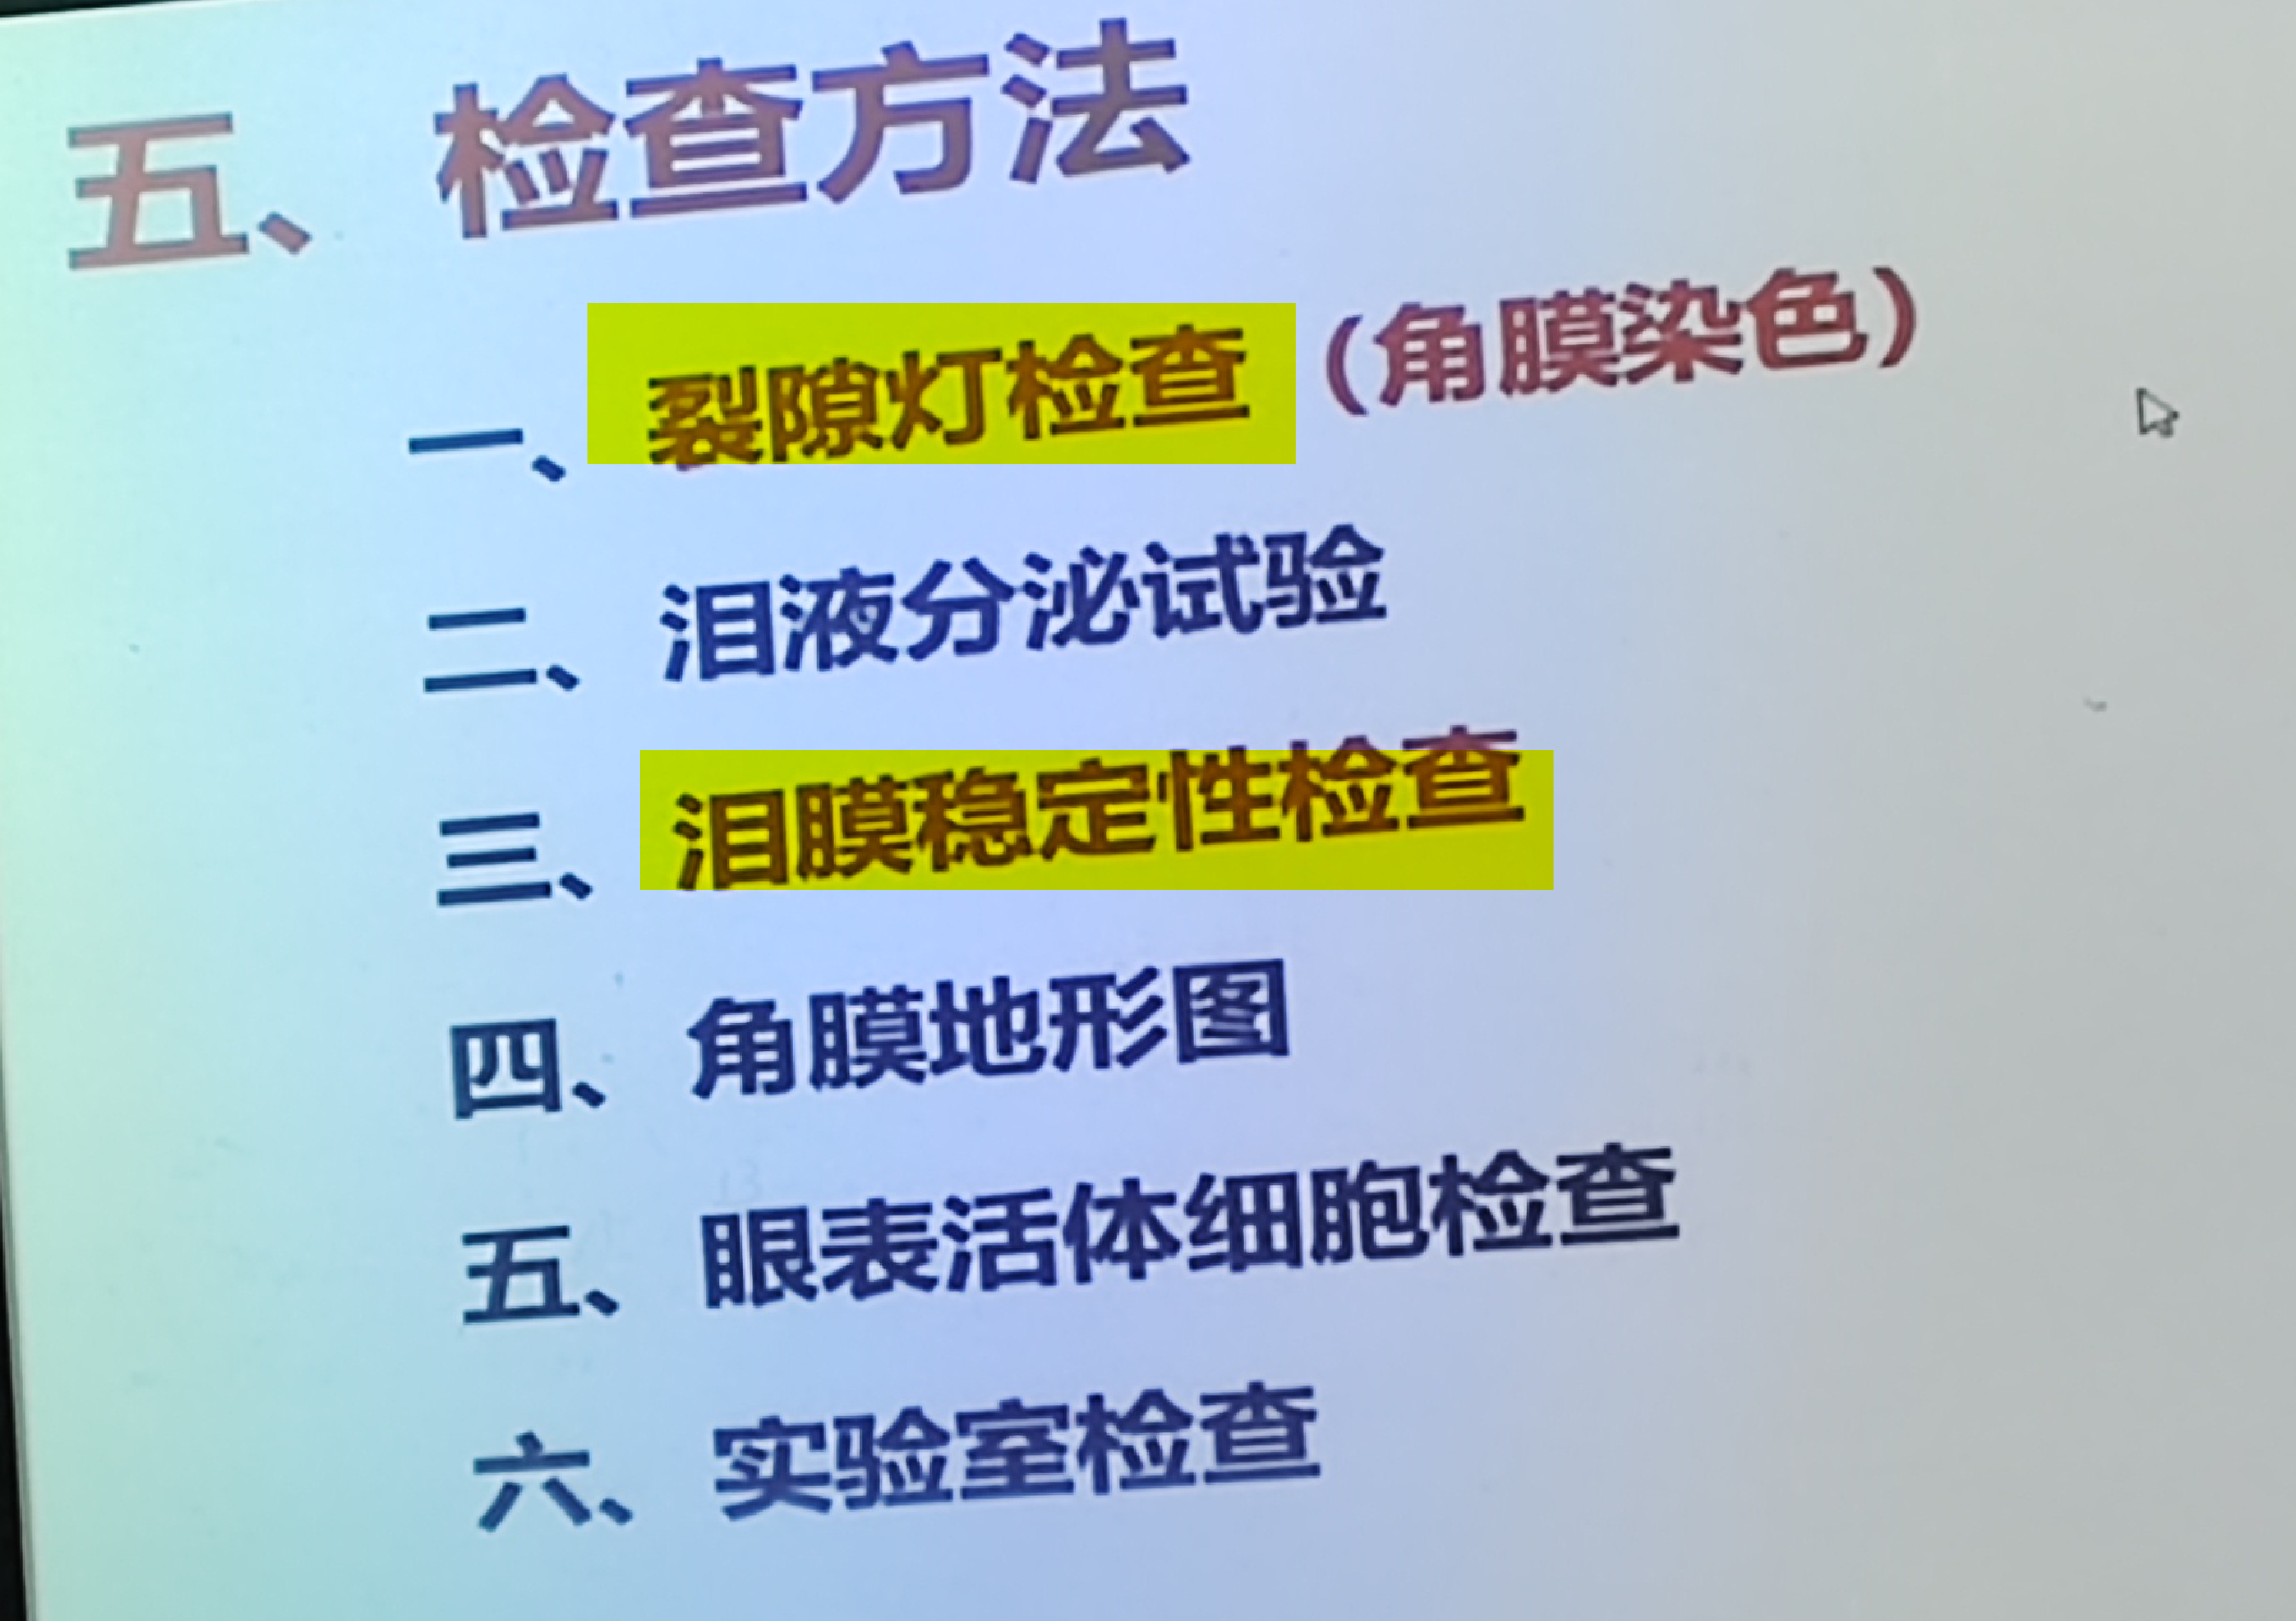 五、检查方法
一、裂隙灯检查（角膜染色）
二、泪液分泌试验
三、泪膜稳定性检查
四、角膜地形图
五、眼表活体细胞检查
六、实验室检查